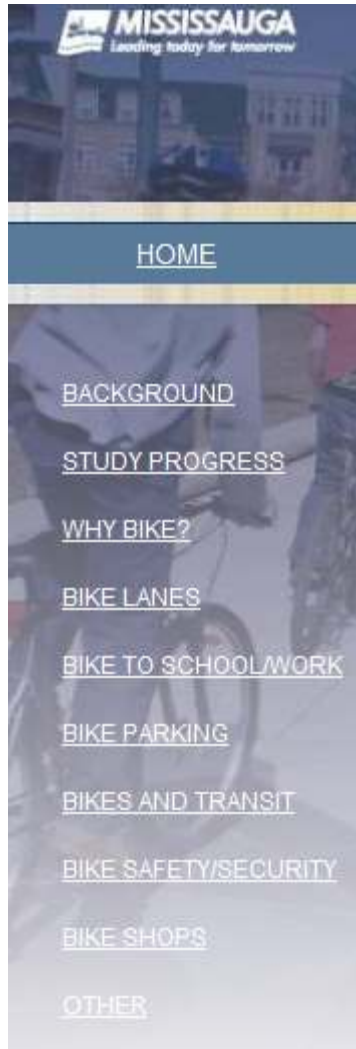 MISSISSAUGA
Leading today for tomorrow
HOME
BACKGROUND
STUDY PROGRESS
WHY BIKE?
BIKE LANES
BIKE TO SCHOOL/WORK
BIKE PARKING
BIKES AND TRANSIT
BIKE SAFETY/SECURITY
BIKE SHOPS
OTHER